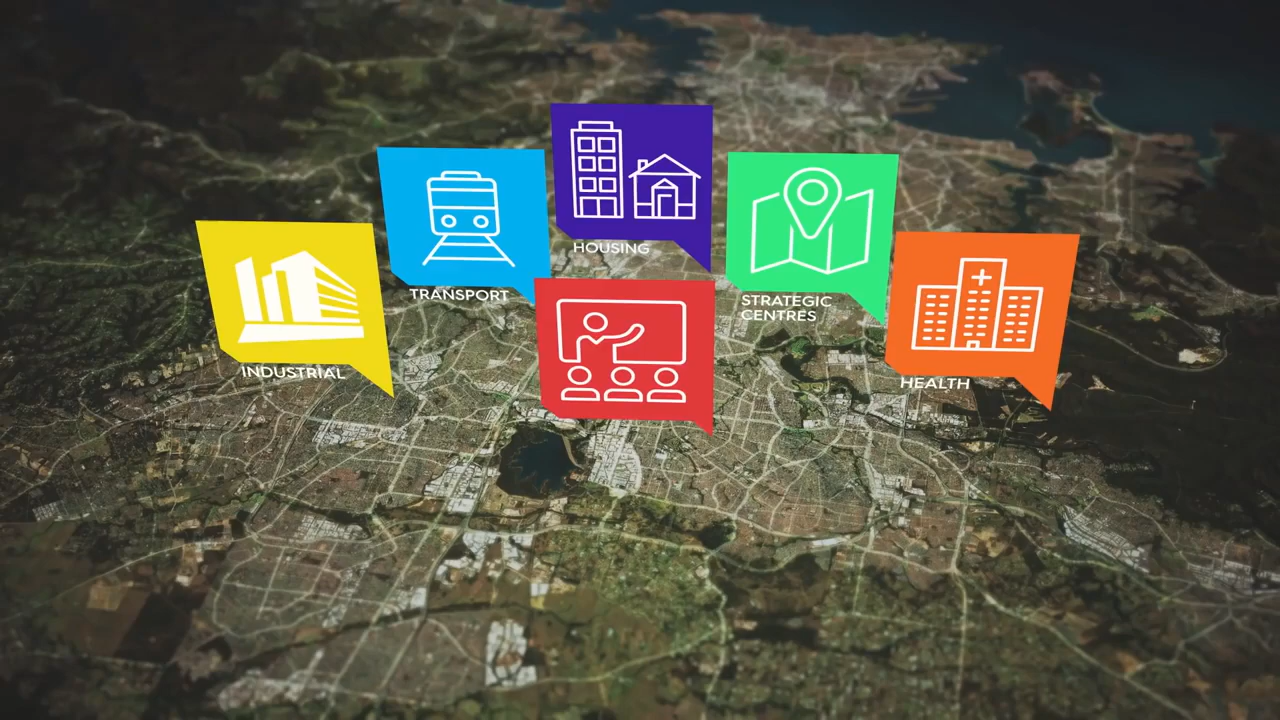 HOUSING
TRANSPORT
STRATEGIC
CENTRES
INDUSTRIAL
HEALTH